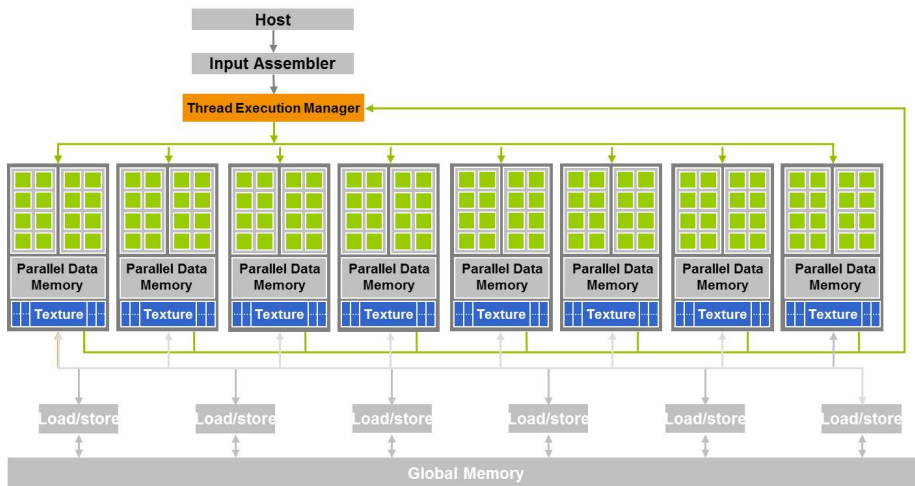 Host
Input Assembler
Thread Execution Manager
Parallel Data
Memory
Texture
Parallel Data
Memory
Texture
Parallel Data
Memory
Texture
Parallel Data
Memory
Texture
Parallel Data
Memory
Texture
Parallel Data
Memory
Texture
Parallel Data
Memory
Texture
Parallel Data
Memory
Texture
Load/store
Load/store
Load/store
Load/store
Load/store
Load/store
Global Memory